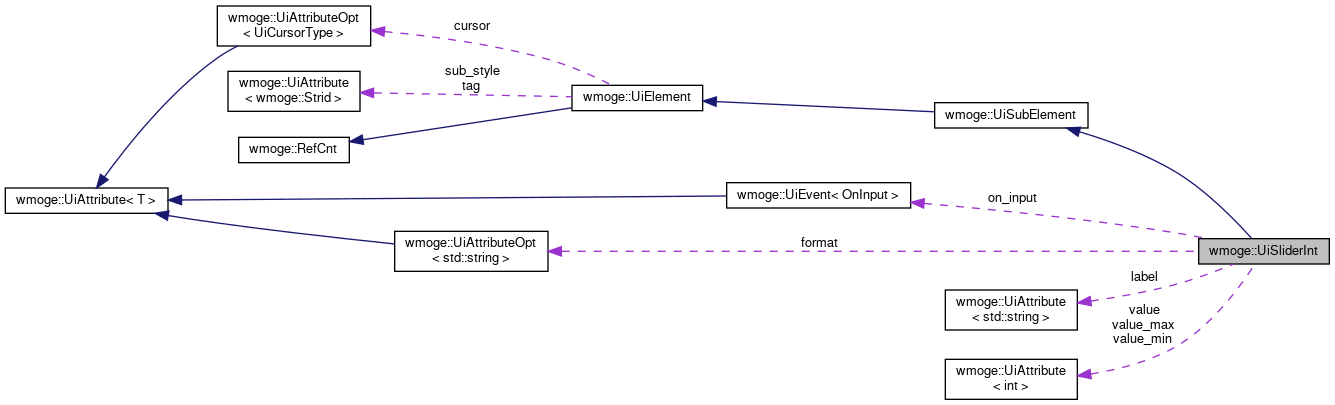 wmoge::UiAttributeOpt
< UiCursorType >
cursor
wmoge::UiAttribute
< wmoge::Strid >
sub_style
tag
wmoge::UiElement
wmoge::UiSubElement
wmoge::RefCnt
wmoge::UiAttribute< T >
wmoge::UiEvent< OnInput >
on_input
wmoge::UiAttributeOpt
< std::string >
format
wmoge::UiSliderInt
label
wmoge::UiAttribute
< std::string >
value
value_max
value_min
wmoge::UiAttribute
< int >